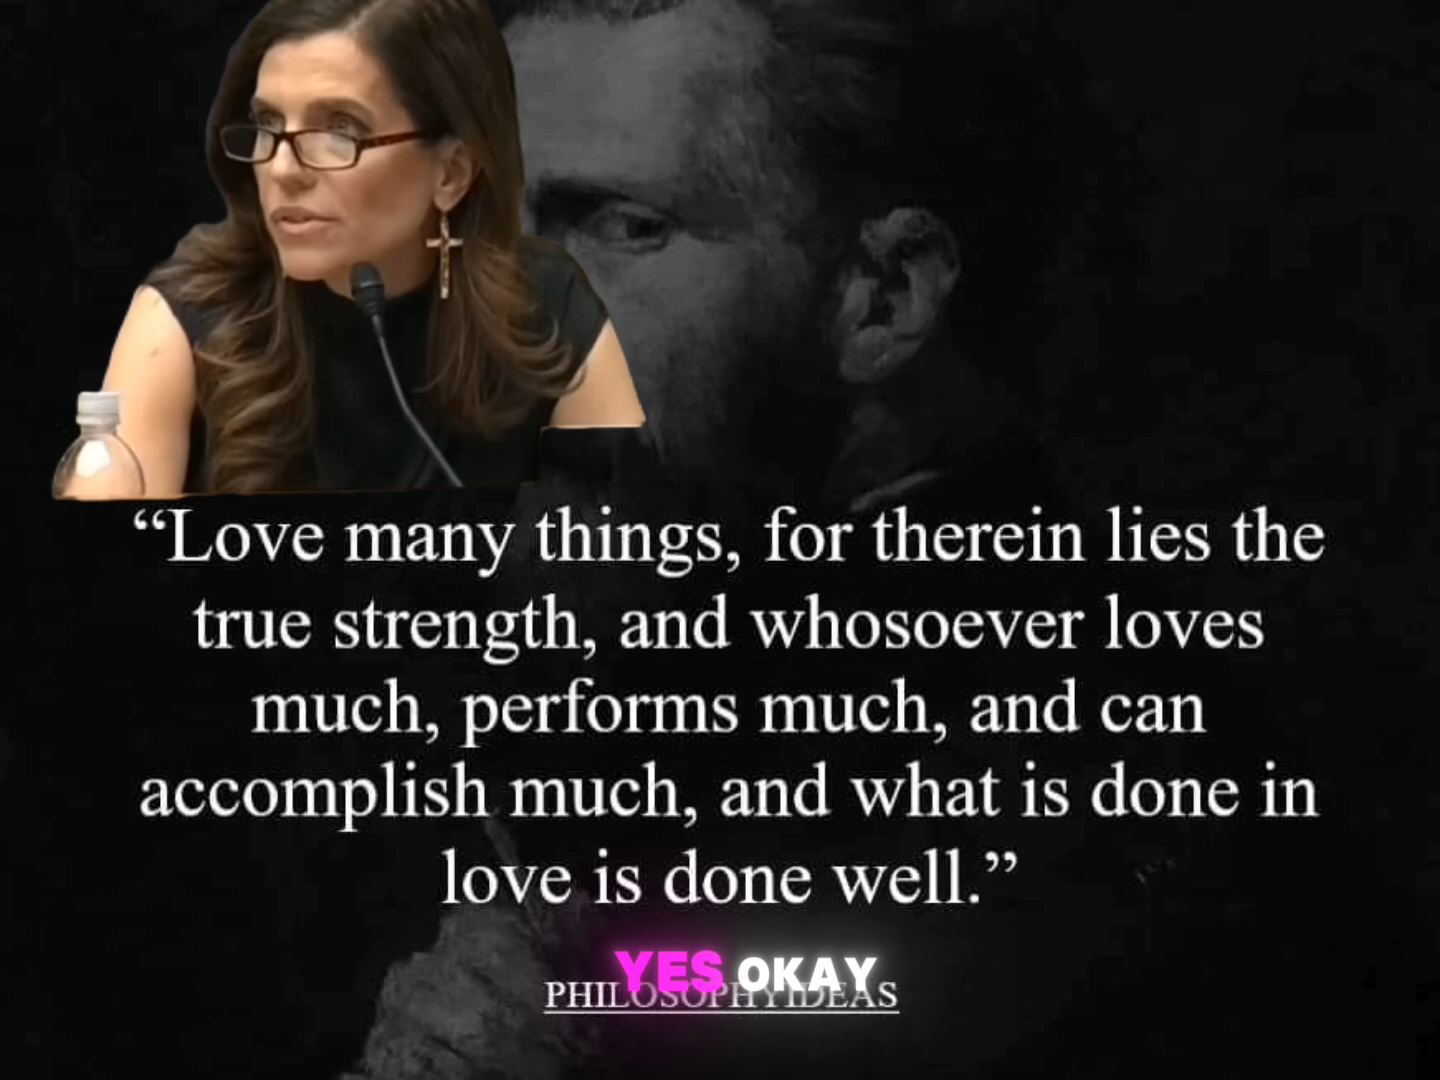 “Love many things, for therein lies the
true strength, and whosoever loves
much, performs much, and can
accomplish much, and what is done in
love is done well.”
YES OKAY
PHILOSOPHYIDEAS